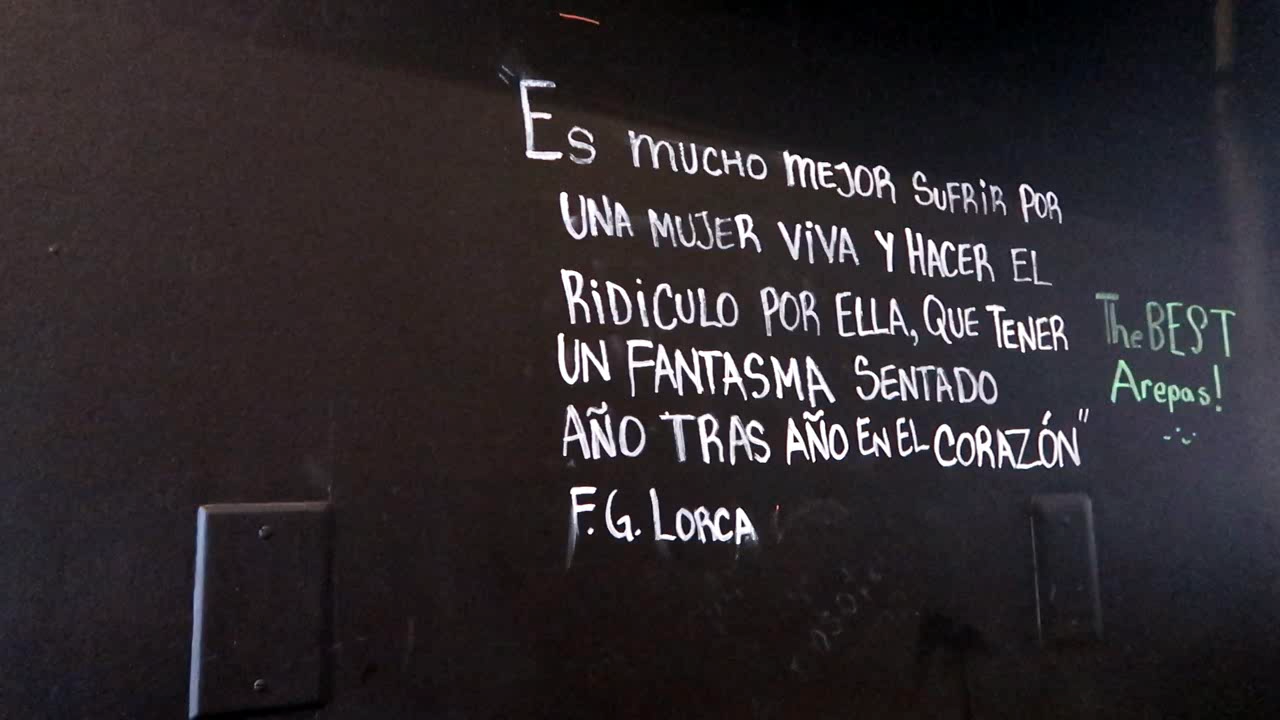 "Es MUCHO MEJOR SUFRiR POR
UNA MUJER ViVA Y HACER EL
RiDiCULO POR ELLA, QUE TENER
UN FANTASMA SENTADO
AÑO TRAS AÑO EN EL CORAZÓN"
F. G. LORCA
The BEST
Arepas!